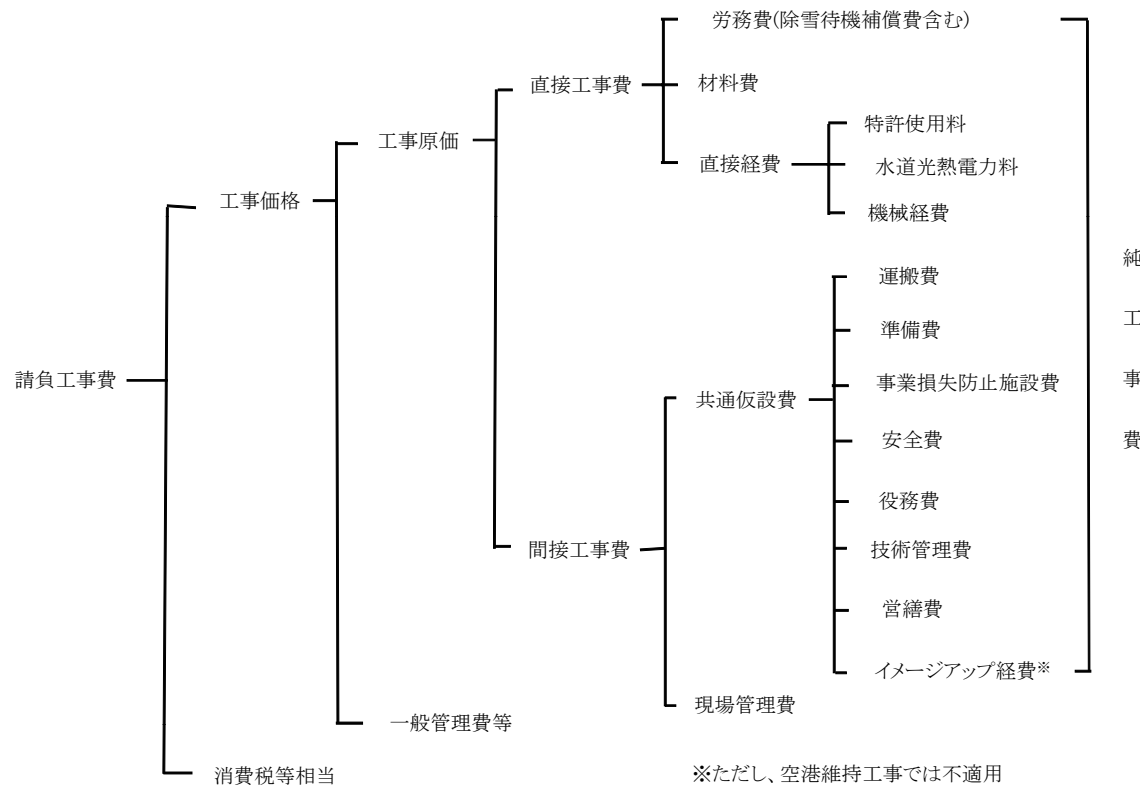 労務費(除雪待機補償費含む)
直接工事費
材料費
特許使用料
工事原価
直接経費
水道光熱電力料
工事価格
機械経費
純
工
事
費
運搬費
準備費
請負工事費
共通仮設費
事業損失防止施設費
安全費
役務費
間接工事費
技術管理費
営繕費
イメージアップ経費※
現場管理費
一般管理費等
消費税等相当
※ただし、空港維持工事では不適用